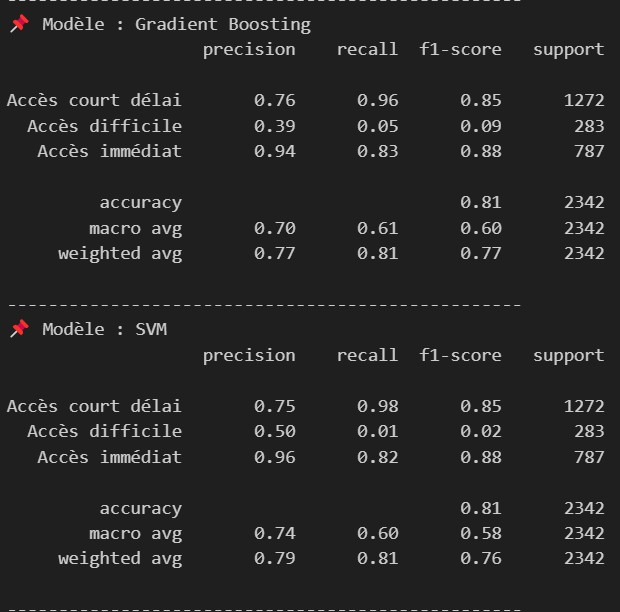 --------------------------------------------------
📌 Modèle : Gradient Boosting
precision recall f1-score support
Accès court délai 0.76 0.96 0.85 1272
Accès difficile 0.39 0.05 0.09 283
Accès immédiat 0.94 0.83 0.88 787
accuracy 0.81 2342
macro avg 0.70 0.61 0.60 2342
weighted avg 0.77 0.81 0.77 2342
--------------------------------------------------
📌 Modèle : SVM
precision recall f1-score support
Accès court délai 0.75 0.98 0.85 1272
Accès difficile 0.50 0.01 0.02 283
Accès immédiat 0.96 0.82 0.88 787
accuracy 0.81 2342
macro avg 0.74 0.60 0.58 2342
weighted avg 0.79 0.81 0.76 2342
--------------------------------------------------